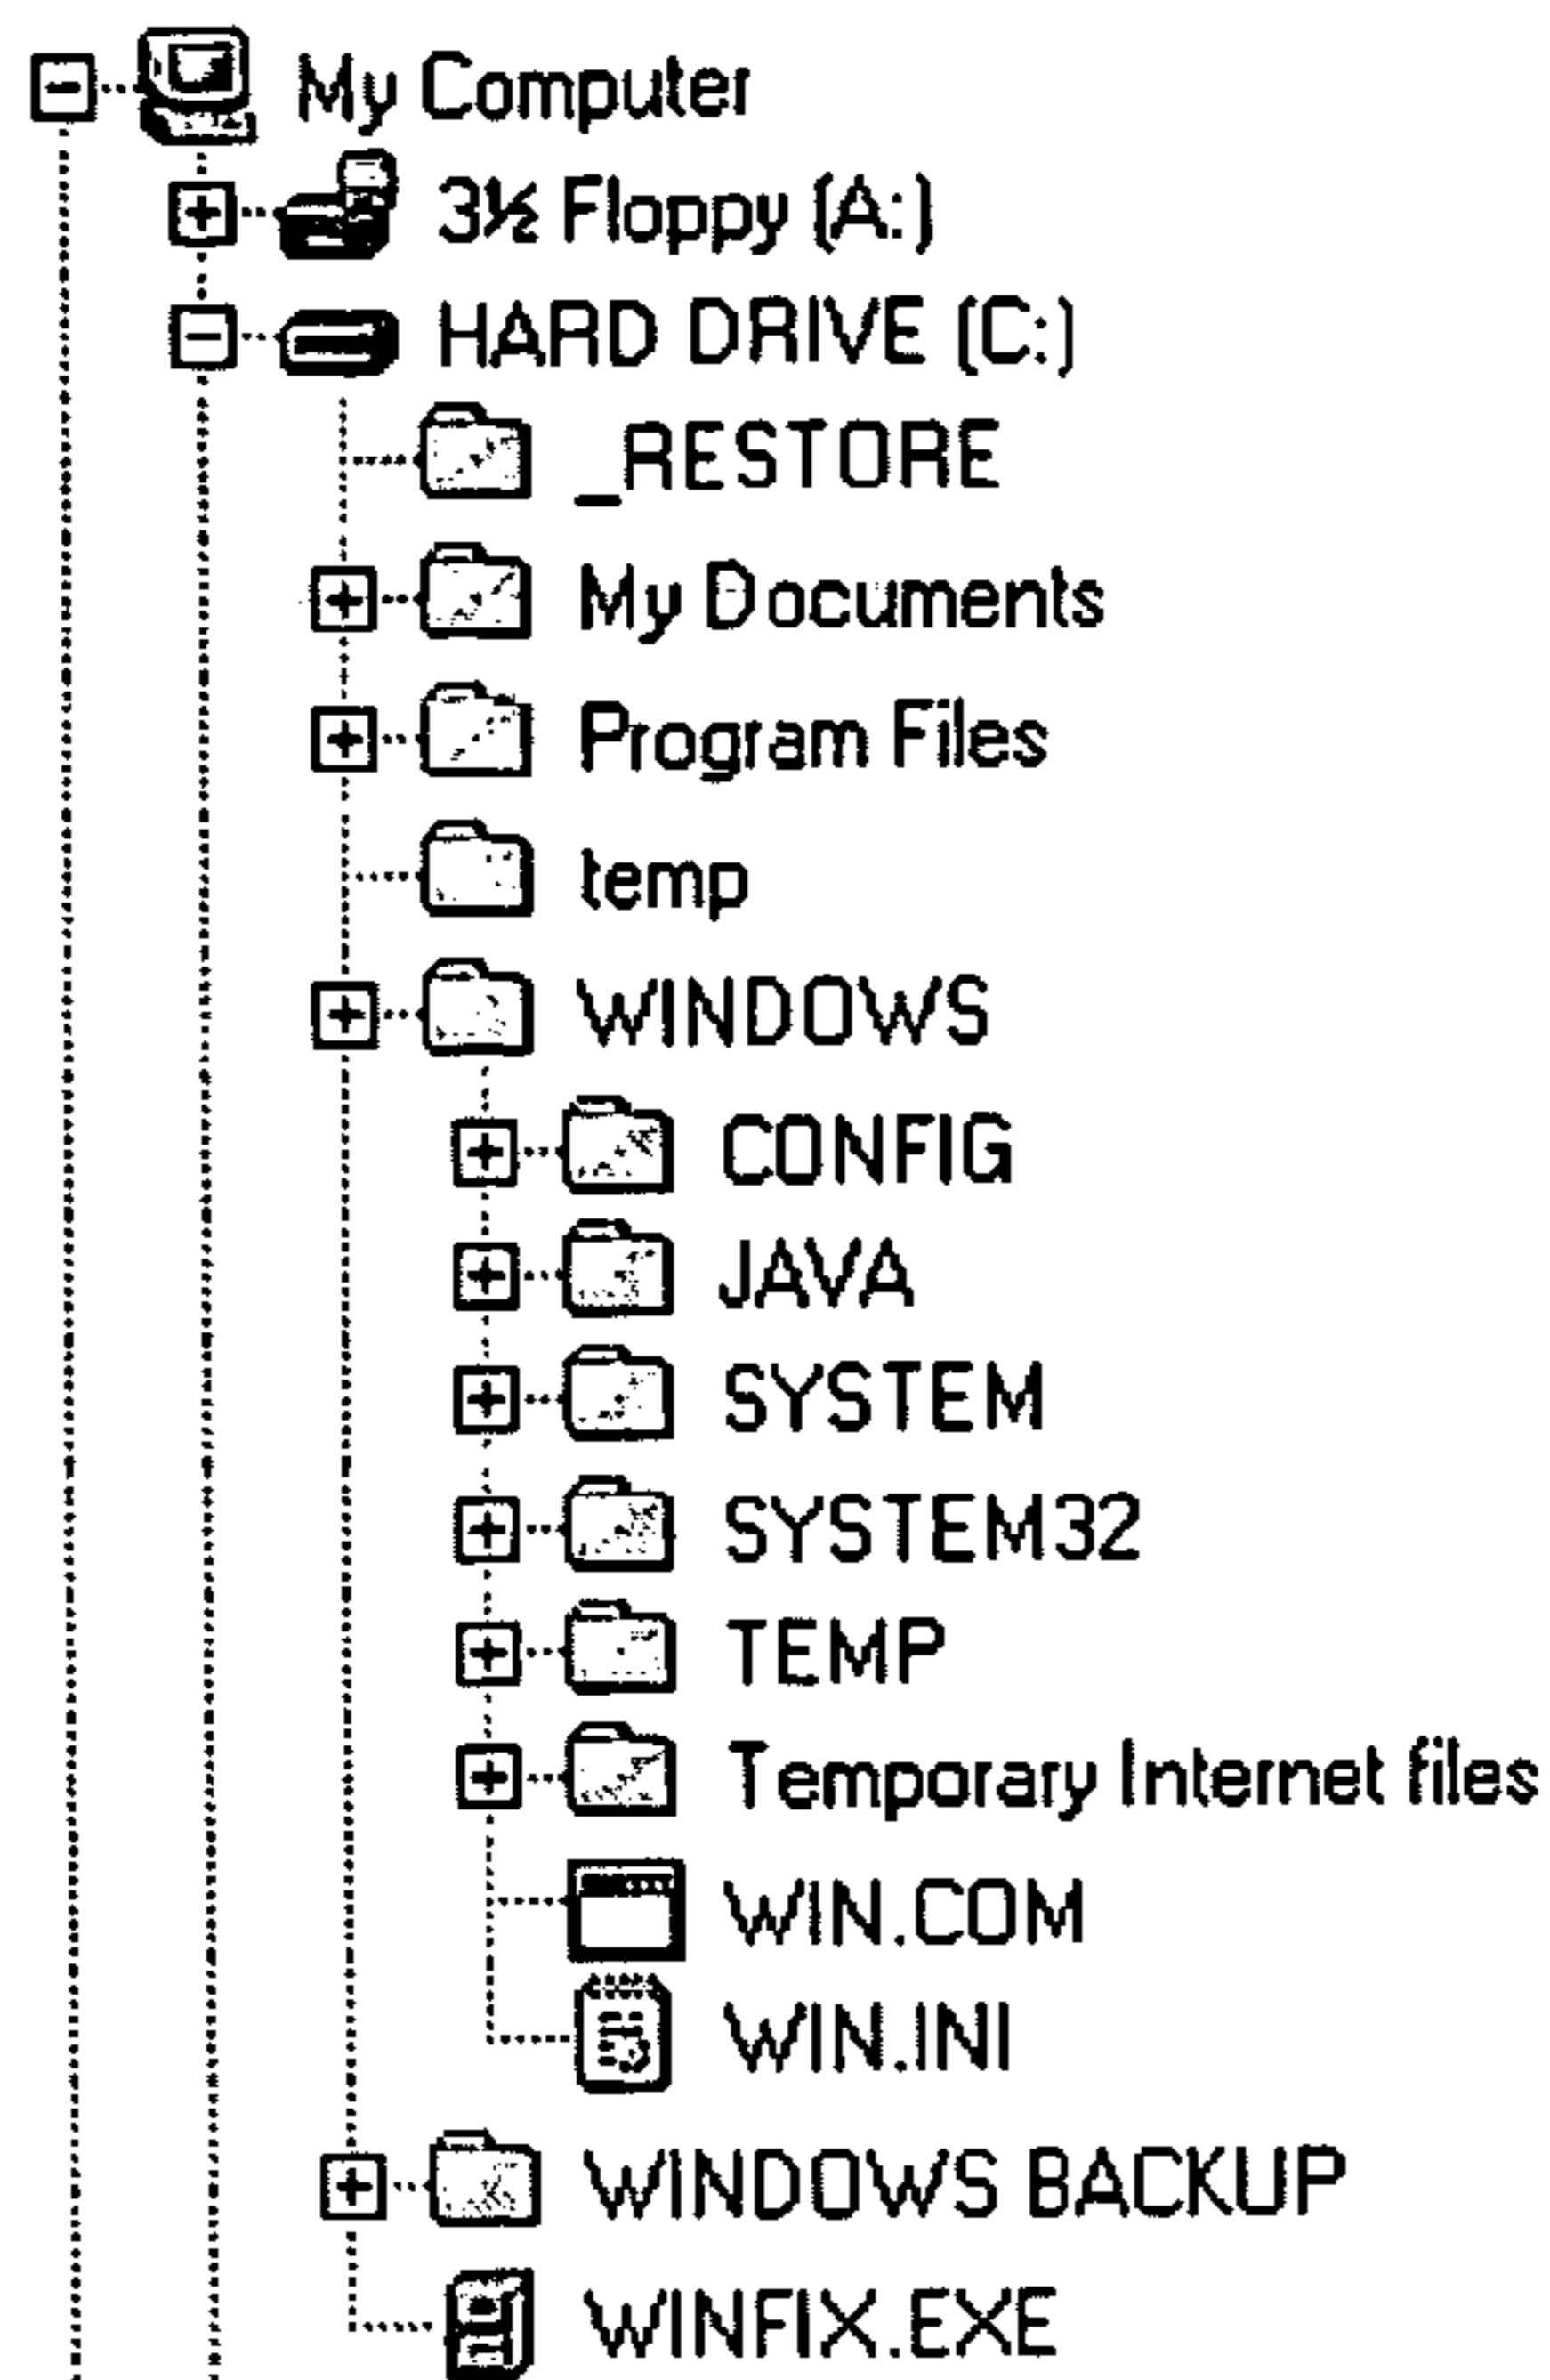 My Computer
3½ Floppy (A:)
HARD DRIVE (C:)
_RESTORE
My Documents
Program Files
temp
WINDOWS
CONFIG
JAVA
SYSTEM
SYSTEM32
TEMP
Temporary Internet files
WIN.COM
WIN.INI
WINDOWS BACKUP
WINFIX.EXE